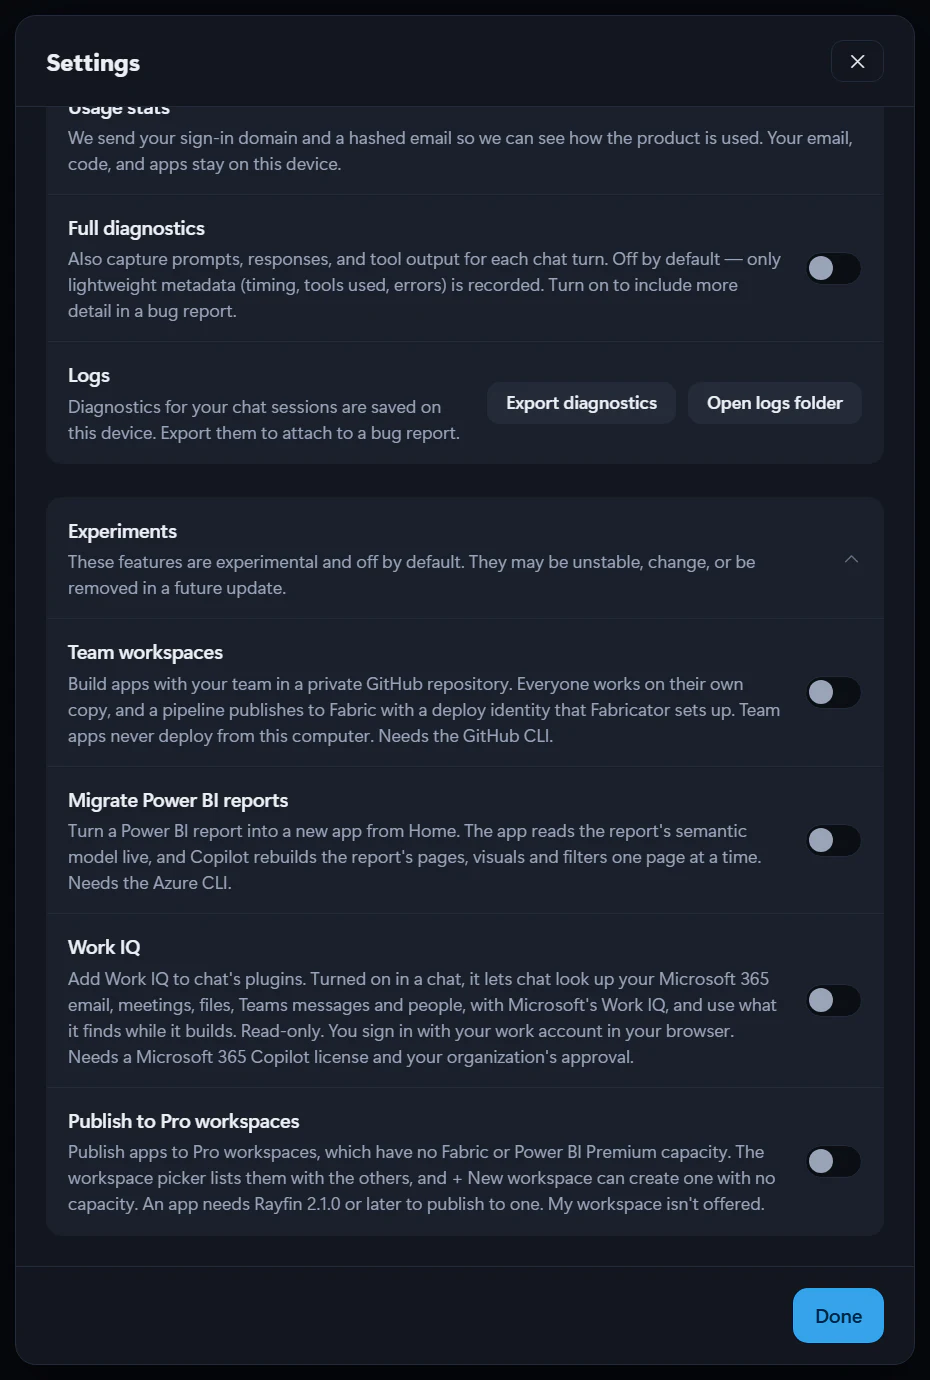 Settings
Usage stats
We send your sign-in domain and a hashed email so we can see how the product is used. Your email,
code, and apps stay on this device.
Full diagnostics
Also capture prompts, responses, and tool output for each chat turn. Off by default — only
lightweight metadata (timing, tools used, errors) is recorded. Turn on to include more
detail in a bug report.
Logs
Diagnostics for your chat sessions are saved on
this device. Export them to attach to a bug report.
Export diagnostics
Open logs folder
Experiments
These features are experimental and off by default. They may be unstable, change, or be
removed in a future update.
Team workspaces
Build apps with your team in a private GitHub repository. Everyone works on their own
copy, and a pipeline publishes to Fabric with a deploy identity that Fabricator sets up. Team
apps never deploy from this computer. Needs the GitHub CLI.
Migrate Power BI reports
Turn a Power BI report into a new app from Home. The app reads the report's semantic
model live, and Copilot rebuilds the report's pages, visuals and filters one page at a time.
Needs the Azure CLI.
Work IQ
Add Work IQ to chat's plugins. Turned on in a chat, it lets chat look up your Microsoft 365
email, meetings, files, Teams messages and people, with Microsoft's Work IQ, and use what
it finds while it builds. Read-only. You sign in with your work account in your browser.
Needs a Microsoft 365 Copilot license and your organization's approval.
Publish to Pro workspaces
Publish apps to Pro workspaces, which have no Fabric or Power BI Premium capacity. The
workspace picker lists them with the others, and + New workspace can create one with no
capacity. An app needs Rayfin 2.1.0 or later to publish to one. My workspace isn't offered.
Done